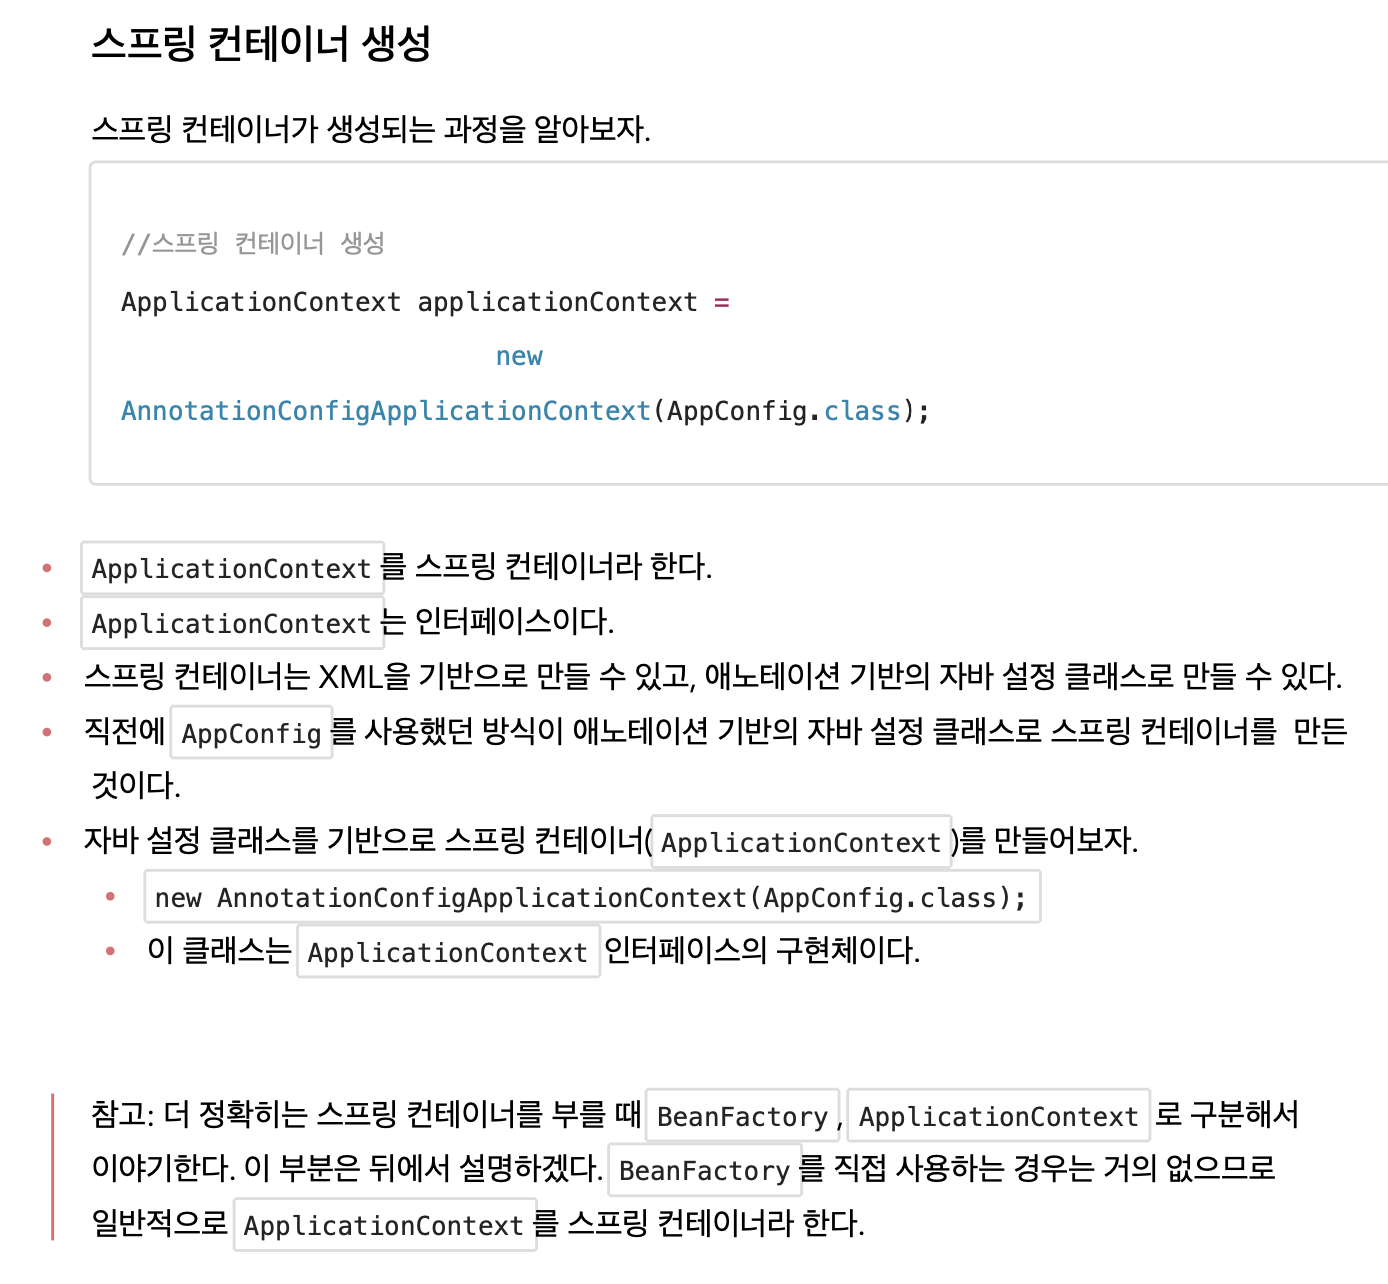 스프링 컨테이너 생성
스프링 컨테이너가 생성되는 과정을 알아보자.
//스프링 컨테이너 생성
ApplicationContext applicationContext =
new
AnnotationConfigApplicationContext(AppConfig.class);
• ApplicationContext 를 스프링 컨테이너라 한다.
• ApplicationContext 는 인터페이스이다.
• 스프링 컨테이너는 XML을 기반으로 만들 수 있고, 애노테이션 기반의 자바 설정 클래스로 만들 수 있다.
• 직전에 AppConfig 를 사용했던 방식이 애노테이션 기반의 자바 설정 클래스로 스프링 컨테이너를 만든
것이다.
• 자바 설정 클래스를 기반으로 스프링 컨테이너( ApplicationContext )를 만들어보자.
• new AnnotationConfigApplicationContext(AppConfig.class);
• 이 클래스는 ApplicationContext 인터페이스의 구현체이다.
참고: 더 정확히는 스프링 컨테이너를 부를 때 BeanFactory , ApplicationContext 로 구분해서
이야기한다. 이 부분은 뒤에서 설명하겠다. BeanFactory 를 직접 사용하는 경우는 거의 없으므로
일반적으로 ApplicationContext 를 스프링 컨테이너라 한다.